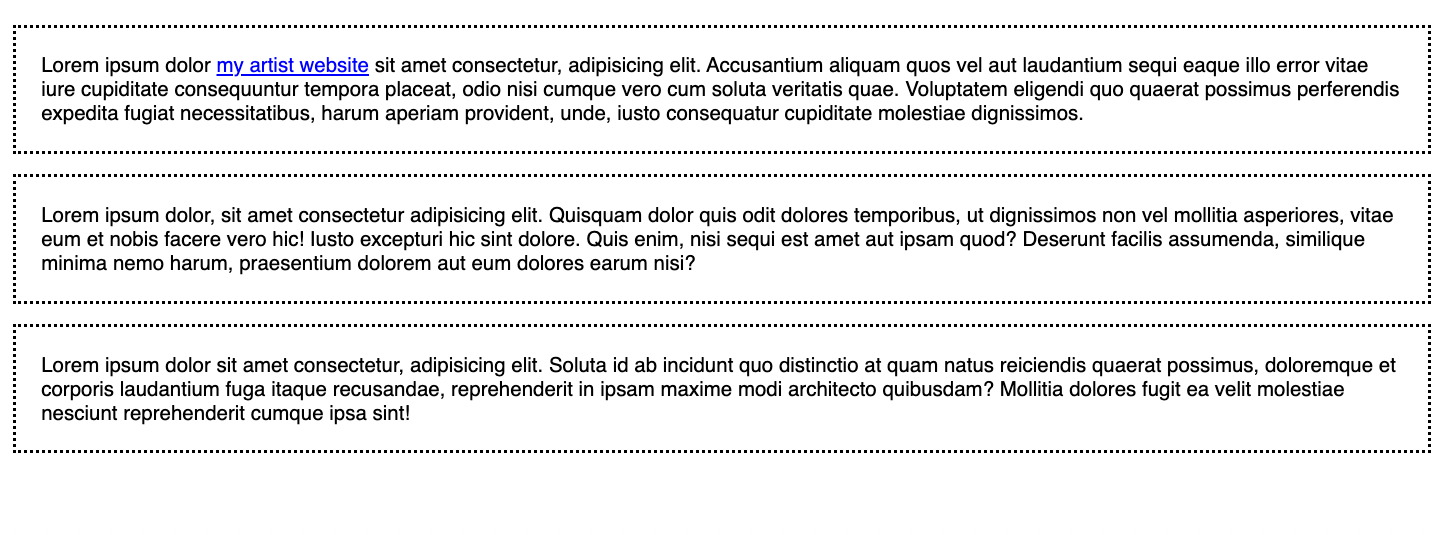 Lorem ipsum dolor my artist website sit amet consectetur, adipisicing elit. Accusantium aliquam quos vel aut laudantium sequi eaque illo error vitae
iure cupiditate consequuntur tempora placeat, odio nisi cumque vero cum soluta veritatis quae. Voluptatem eligendi quo quaerat possimus perferendis
expedita fugiat necessitatibus, harum aperiam provident, unde, iusto consequatur cupiditate molestiae dignissimos.
Lorem ipsum dolor, sit amet consectetur adipisicing elit. Quisquam dolor quis odit dolores temporibus, ut dignissimos non vel mollitia asperiores, vitae
eum et nobis facere vero hic! Iusto excepturi hic sint dolore. Quis enim, nisi sequi est amet aut ipsam quod? Deserunt facilis assumenda, similique
minima nemo harum, praesentium dolorem aut eum dolores earum nisi?
Lorem ipsum dolor sit amet consectetur, adipisicing elit. Soluta id ab incidunt quo distinctio at quam natus reiciendis quaerat possimus, doloremque et
corporis laudantium fuga itaque recusandae, reprehenderit in ipsam maxime modi architecto quibusdam? Mollitia dolores fugit ea velit molestiae
nesciunt reprehenderit cumque ipsa sint!